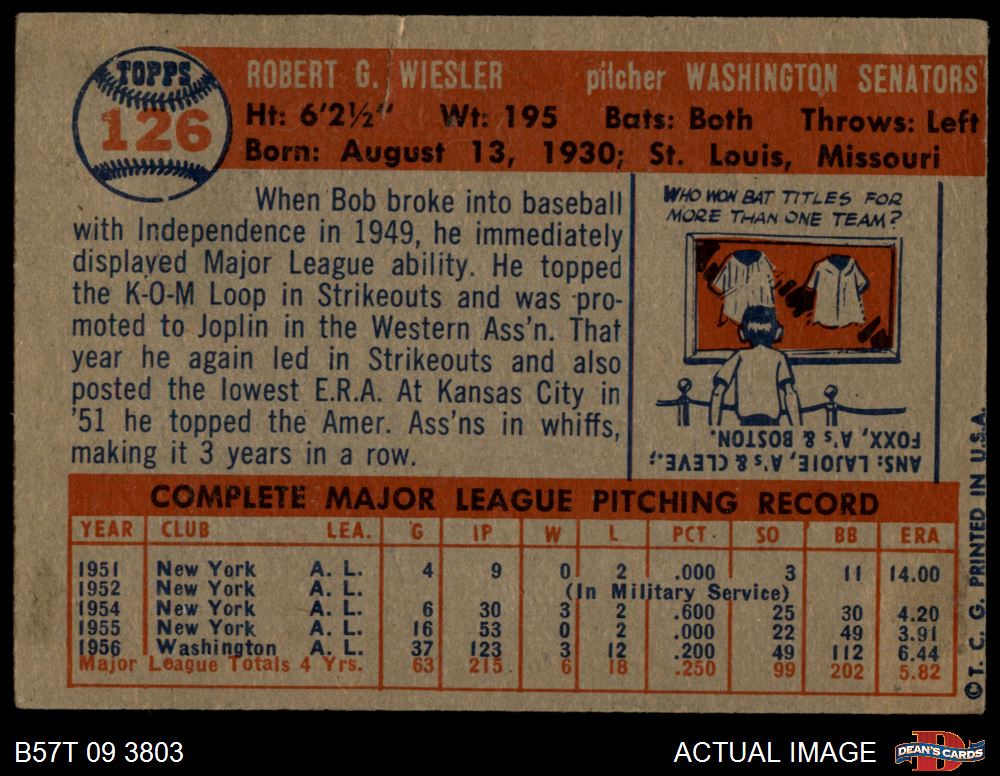 TOPPS
126
ROBERT G. WIESLER pitcher WASHINGTON SENATORS
Ht: 6'2½" Wt: 195 Bats: Both Throws: Left
Born: August 13, 1930; St. Louis, Missouri
When Bob broke into baseball
with Independence in 1949, he immediately
displayed Major League ability. He topped
the K-O-M Loop in Strikeouts and was pro-
moted to Joplin in the Western Ass'n. That
year he again led in Strikeouts and also
posted the lowest E.R.A. At Kansas City in
'51 he topped the Amer. Ass'ns in whiffs,
making it 3 years in a row.
WHO WON BAT TITLES FOR
MORE THAN ONE TEAM?
ANS: LAJOIE, A's & CLEVE.;
FOXX, A's & BOSTON.
COMPLETE MAJOR LEAGUE PITCHING RECORD
YEAR CLUB LEA. G IP W L PCT. SO BB ERA
1951 New York A. L. 4 9 0 2 .000 3 11 14.00
1952 New York A. L. (In Military Service)
1954 New York A. L. 6 30 3 2 .600 25 30 4.20
1955 New York A. L. 16 53 0 2 .000 22 49 3.91
1956 Washington A. L. 37 123 3 12 .200 49 112 6.44
Major League Totals 4 Yrs. 63 215 6 18 .250 99 202 5.82
© T. C. G. PRINTED IN U.S.A.
B57T 09 3803
ACTUAL IMAGE
D
DEAN'S CARDS